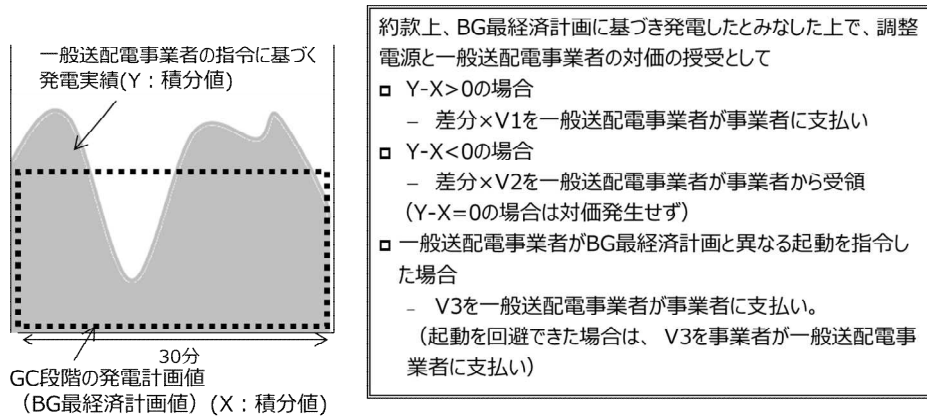 一般送配電事業者の指令に基づく
発電実績(Y：積分値)
30分
GC段階の発電計画値
（BG最経済計画値）(X：積分値)
約款上、BG最経済計画に基づき発電したとみなした上で、調整
電源と一般送配電事業者の対価の授受として
□ Y-X>0の場合
－ 差分×V1を一般送配電事業者が事業者に支払い
□ Y-X<0の場合
－ 差分×V2を一般送配電事業者が事業者から受領
（Y-X=0の場合は対価発生せず）
□ 一般送配電事業者がBG最経済計画と異なる起動を指令し
た場合
－ V3を一般送配電事業者が事業者に支払い。
（起動を回避できた場合は、V3を事業者が一般送配電事
業者に支払い）